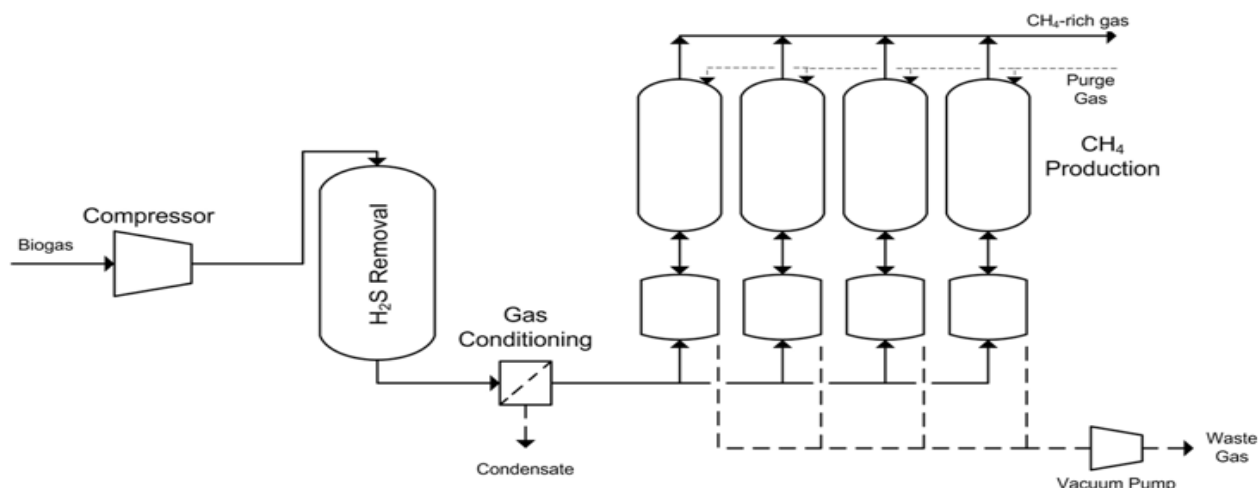 CH₄-rich gas
Purge
Gas
CH₄
Production
Compressor
Biogas
H₂S Removal
Gas
Conditioning
Condensate
Waste
Gas
Vacuum Pump